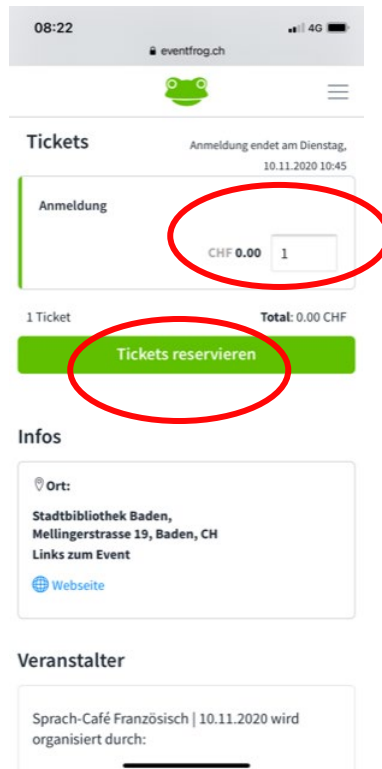 08:22
4G
eventfrog.ch
Tickets
Anmeldung endet am Dienstag,
10.11.2020 10:45
Anmeldung
CHF 0.00 1
1 Ticket
Total: 0.00 CHF
Tickets reservieren
Infos
Ort:
Stadtbibliothek Baden,
Mellingerstrasse 19, Baden, CH
Links zum Event
Webseite
Veranstalter
Sprach-Café Französisch | 10.11.2020 wird
organisiert durch: